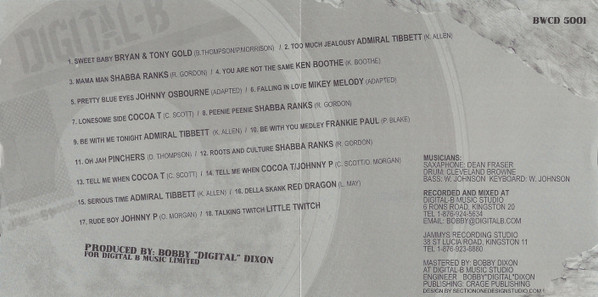 DIGITAL-B
BWCD 5001
1. SWEET BABY BRYAN & TONY GOLD (B.THOMPSON/P.MORRISON) / 2. TOO MUCH JEALOUSY ADMIRAL TIBBETT (K. ALLEN)
3. MAMA MAN SHABBA RANKS (R. GORDON) / 4. YOU ARE NOT THE SAME KEN BOOTHE (K. BOOTHE)
5. PRETTY BLUE EYES JOHNNY OSBOURNE (ADAPTED) / 6. FALLING IN LOVE MIKEY MELODY (ADAPTED)
7. LONESOME SIDE COCOA T (C. SCOTT) / 8. PEENIE PEENIE SHABBA RANKS (R. GORDON)
9. BE WITH ME TONIGHT ADMIRAL TIBBETT (K. ALLEN) / 10. BE WITH YOU MEDLEY FRANKIE PAUL (P. BLAKE)
11. OH JAH PINCHERS (D. THOMPSON) / 12. ROOTS AND CULTURE SHABBA RANKS (R. GORDON)
13. TELL ME WHEN COCOA T (C. SCOTT) / 14. TELL ME WHEN COCOA T/JOHNNY P (C. SCOTT/O. MORGAN)
15. SERIOUS TIME ADMIRAL TIBBETT (K. ALLEN) / 16. DELLA SKANK RED DRAGON (L. MAY)
17. RUDE BOY JOHNNY P (O. MORGAN) / 18. TALKING TWITCH LITTLE TWITCH
PRODUCED BY: BOBBY "DIGITAL" DIXON
FOR DIGITAL B MUSIC LIMITED
MUSICIANS:
SAXAPHONE: DEAN FRASER
DRUM: CLEVELAND BROWNE
BASS: W. JOHNSON KEYBOARD: W. JOHNSON
RECORDED AND MIXED AT
DIGITAL-B MUSIC STUDIO
6 RONS ROAD, KINGSTON 20
TEL 1-876-924-5634
EMAIL: BOBBY@DIGITALB.COM
JAMMYS RECORDING STUDIO
38 ST LUCIA ROAD, KINGSTON 11
TEL 1-876-923-6860
MASTERED BY: BOBBY DIXON
AT DIGITAL-B MUSIC STUDIO
ENGINEER BOBBY"DIGITAL"DIXON
PUBLISHING: CRAGE PUBLISHING
DESIGN BY SECTIONONEDESIGNSTUDIO.COM